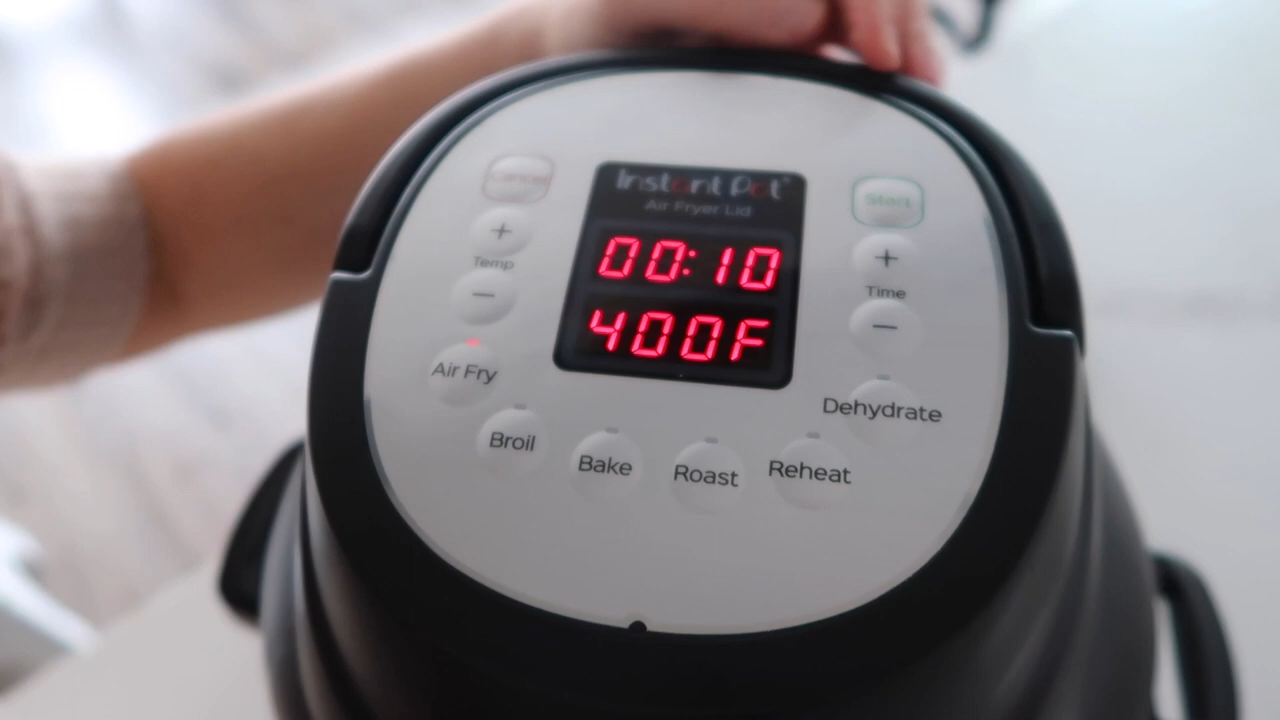 Instant Pot
Air Fryer Lid
00:10
400F
Cancel
+
Temp
−
Air Fry
Broil
Bake
Roast
Reheat
Dehydrate
Start
+
Time
−